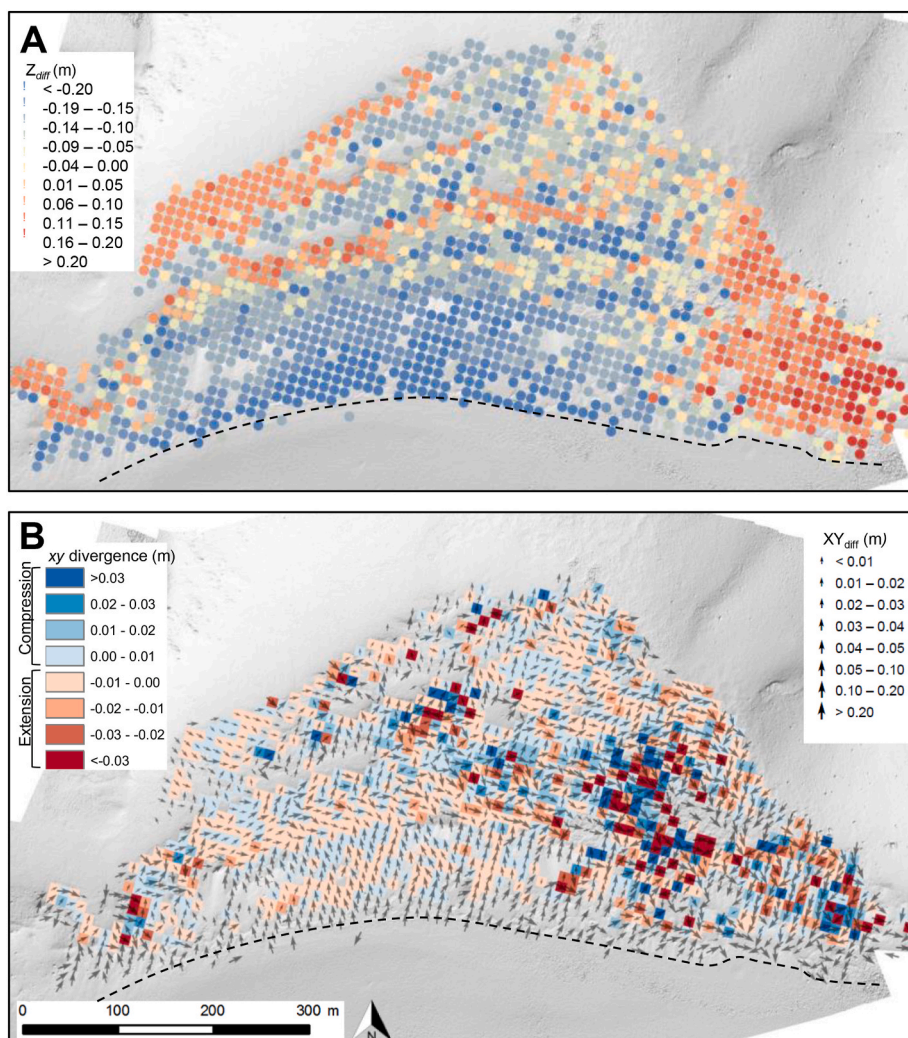 A
Zdiff (m)
< -0.20
-0.19 – -0.15
-0.14 – -0.10
-0.09 – -0.05
-0.04 – 0.00
0.01 – 0.05
0.06 – 0.10
0.11 – 0.15
0.16 – 0.20
> 0.20
B
xy divergence (m)
Compression
>0.03
0.02 - 0.03
0.01 - 0.02
0.00 - 0.01
Extension
-0.01 - 0.00
-0.02 - -0.01
-0.03 - -0.02
<-0.03
XYdiff (m)
< 0.01
0.01 – 0.02
0.02 – 0.03
0.03 – 0.04
0.04 – 0.05
0.05 – 0.10
0.10 – 0.20
> 0.20
0 100 200 300 m
N